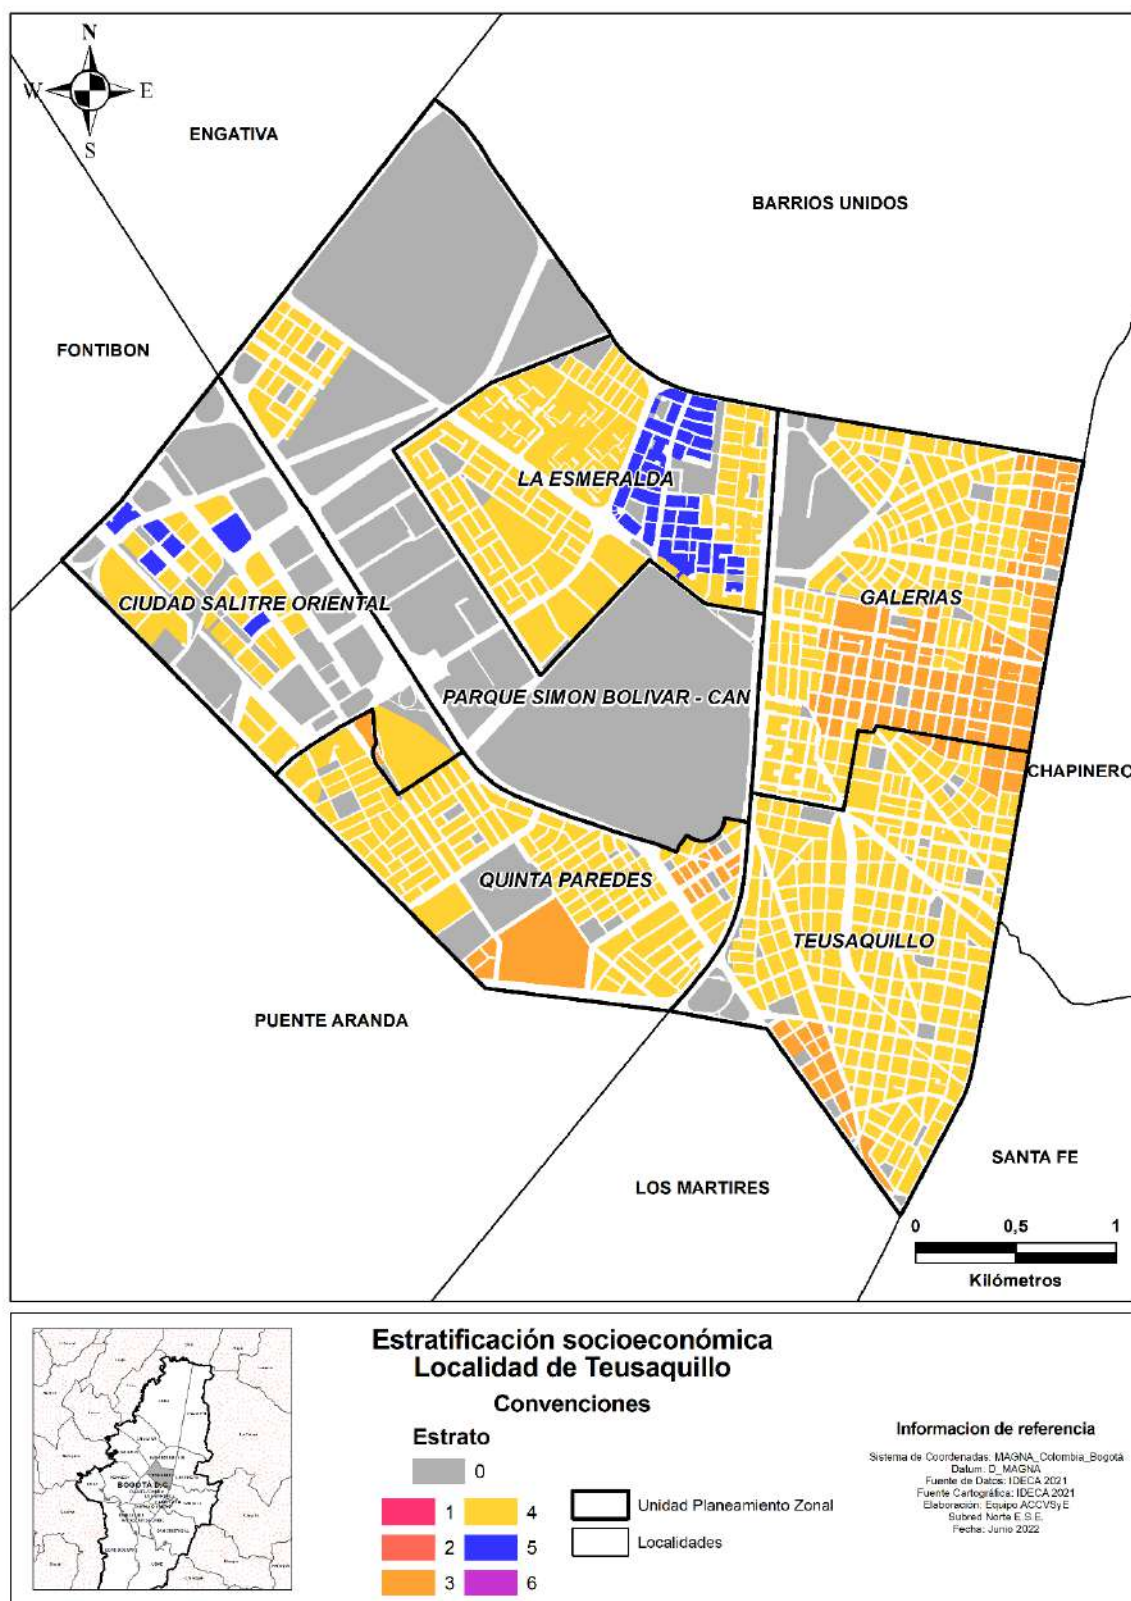 N
W E
S
ENGATIVA
BARRIOS UNIDOS
FONTIBON
LA ESMERALDA
CIUDAD SALITRE ORIENTAL
GALERIAS
PARQUE SIMON BOLIVAR - CAN
CHAPINERO
QUINTA PAREDES
TEUSAQUILLO
PUENTE ARANDA
SANTA FE
LOS MARTIRES
0 0,5 1
Kilómetros
Estratificación socioeconómica
Localidad de Teusaquillo
Convenciones
Estrato
0
1 4
2 5
3 6
Unidad Planeamiento Zonal
Localidades
Informacion de referencia
Sistema de Coordenadas: MAGNA_Colombia_Bogotá
Datum: D_MAGNA
Fuente de Datos: IDECA 2021
Fuente Cartográfica: IDECA 2021
Elaboración: Equipo ACCVSyE
Subred Norte E.S.E.
Fecha: Junio 2022
BOGOTÁ D.C.